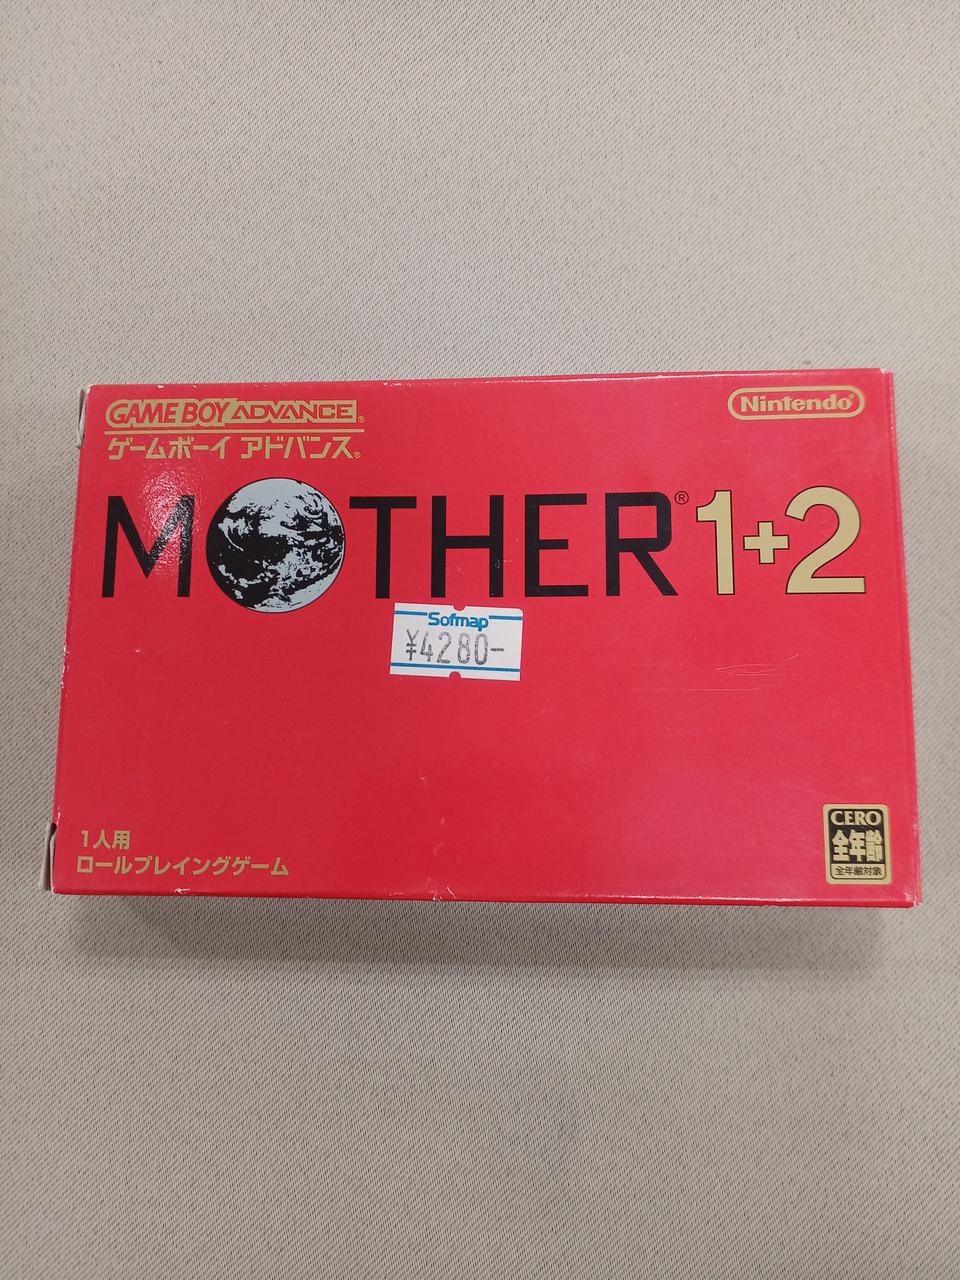 GAME BOY ADVANCE®
ゲームボーイ アドバンス®
Nintendo®
MOTHER® 1+2
Sofmap
¥4280-
1人用
ロールプレイングゲーム
CERO
全年齢
全年齢対象